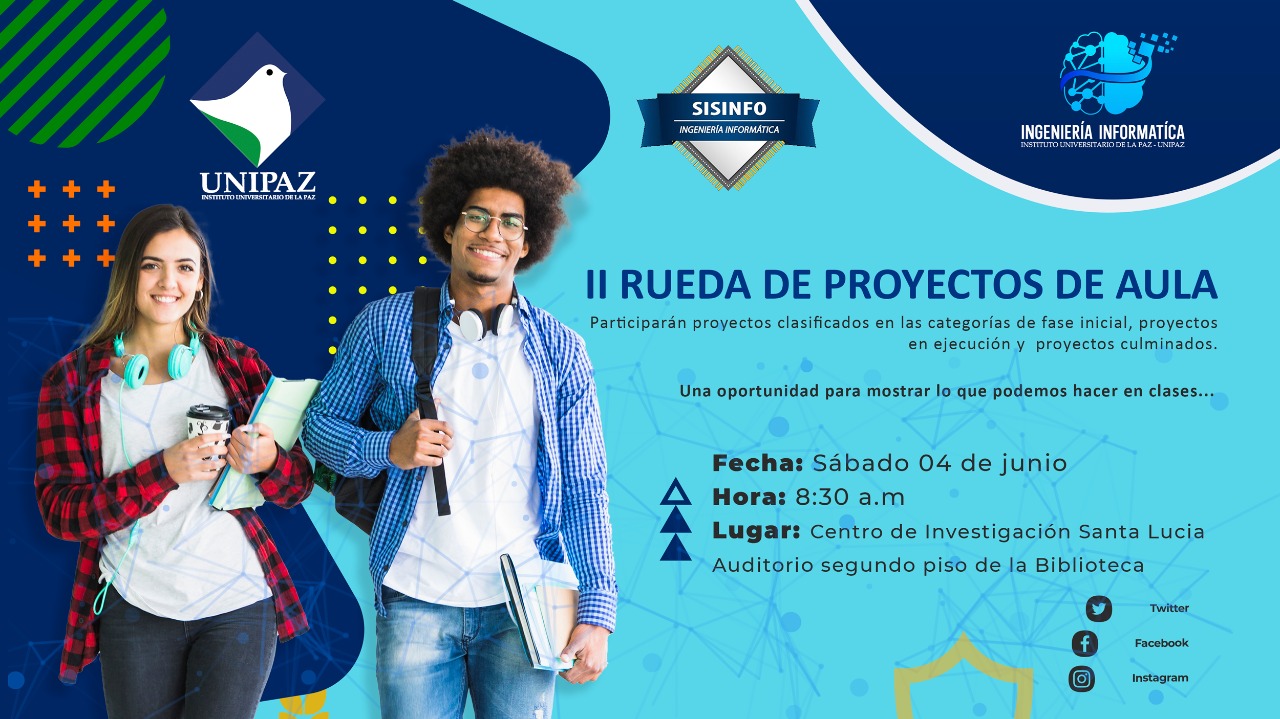 UNIPAZ
INSTITUTO UNIVERSITARIO DE LA PAZ
SISINFO
INGENIERÍA INFORMÁTICA
INGENIERÍA INFORMATÍCA
INSTITUTO UNIVERSITARIO DE LA PAZ - UNIPAZ
II RUEDA DE PROYECTOS DE AULA
Participarán proyectos clasificados en las categorías de fase inicial, proyectos
en ejecución y proyectos culminados.
Una oportunidad para mostrar lo que podemos hacer en clases...
Fecha: Sábado 04 de junio
Hora: 8:30 a.m
Lugar: Centro de Investigación Santa Lucia
Auditorio segundo piso de la Biblioteca
Twitter
Facebook
Instagram